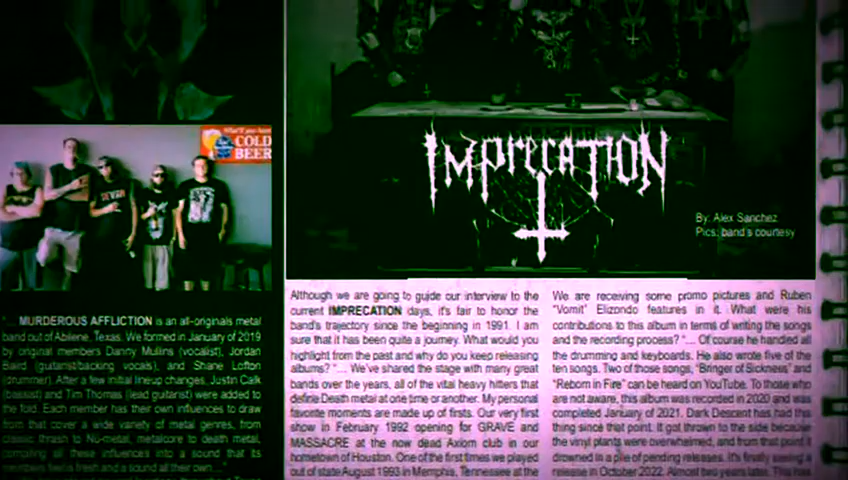 COLD
BEER
"... MURDEROUS AFFLICTION is an all-originals metal
band out of Abilene, Texas. We formed in January of 2019
by original members Danny Mullins (vocalist), Jordan
Baird (guitarist/backing vocals), and Shane Lofton
(drummer). After a few initial lineup changes, Justin Calk
(bassist) and Tim Thomas (lead guitarist) were added to
the fold. Each member has their own influences to draw
from that cover a wide variety of metal genres, from
classic thrash to Nü-metal, metalcore to death metal,
compiling all these influences into a sound that its
members feel is fresh and a sound all their own...."
IMPRECATION
By: Alex Sanchez
Pics: band's courtesy
Although we are going to guide our interview to the
current IMPRECATION days, it's fair to honor the
band's trajectory since the beginning in 1991. I am
sure that it has been quite a journey. What would you
highlight from the past and why do you keep releasing
albums? "... We've shared the stage with many great
bands over the years, all of the vital heavy hitters that
define Death metal at one time or another. My personal
favorite moments are made up of firsts. Our very first
show in February 1992 opening for GRAVE and
MASSACRE at the now dead Axiom club in our
hometown of Houston. One of the first times we played
out of state August 1993 in Memphis, Tennessee at the
We are receiving some promo pictures and Ruben
"Vomit" Elizondo features in it. What were his
contributions to this album in terms of writing the songs
and the recording process? "... Of course he handled all
the drumming and keyboards. He also wrote five of the
ten songs. Two of those songs, "Bringer of Sickness" and
"Reborn in Fire" can be heard on YouTube. To those who
are not aware, this album was recorded in 2020 and was
completed January of 2021. Dark Descent has had this
thing since that point. It got thrown to the side because
the vinyl plants were overwhelmed, and from that point it
drowned in a pile of pending releases. It's finally seeing a
release in October 2022. Almost two years later. This has